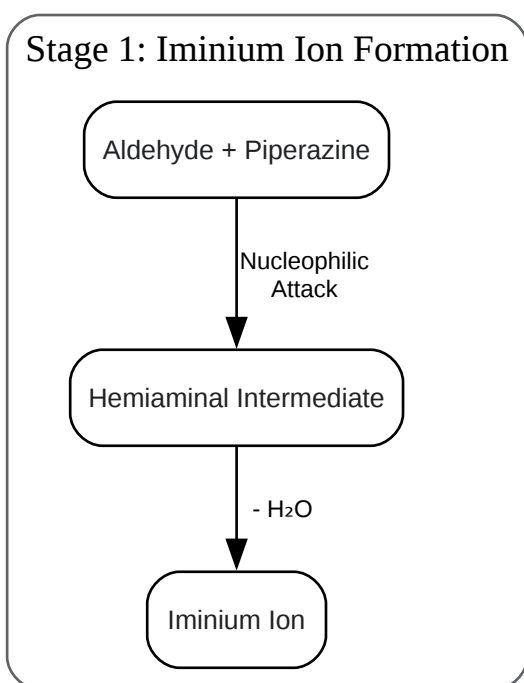 Stage 1: Iminium Ion Formation
Aldehyde + Piperazine
Nucleophilic
Attack
Hemiaminal Intermediate
- H₂O
Iminium Ion